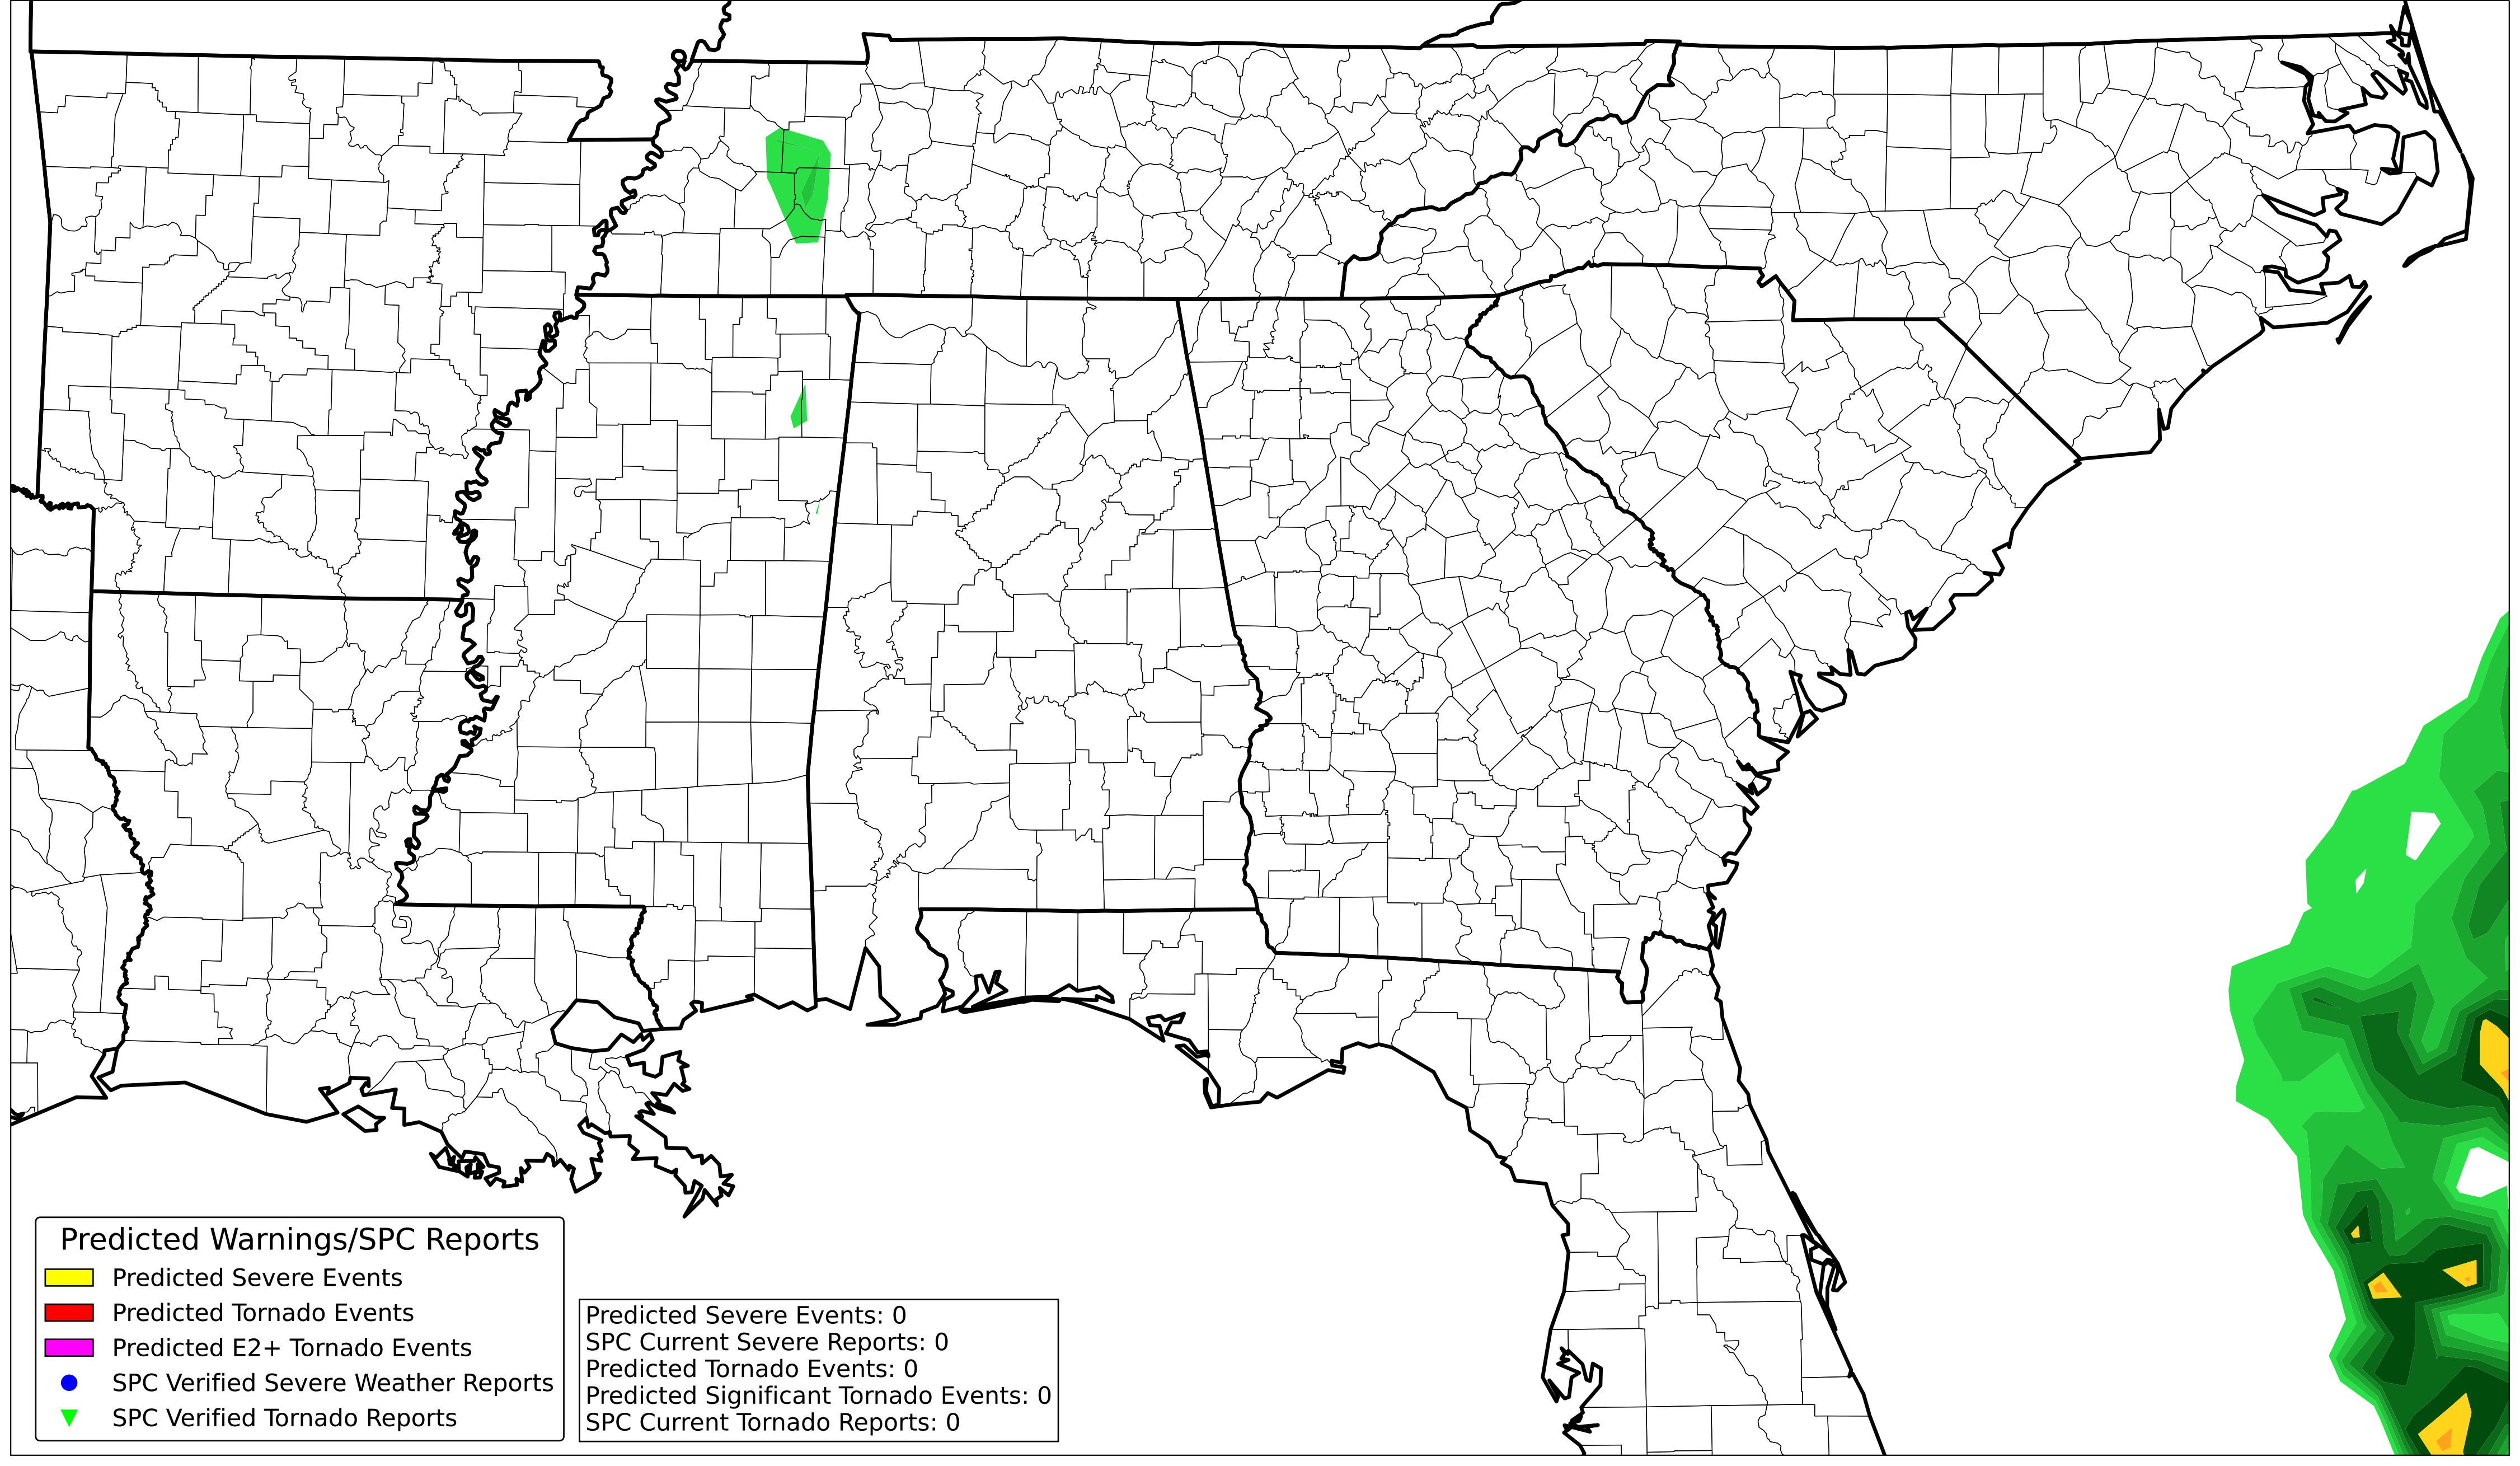 Predicted Warnings/SPC Reports
Predicted Severe Events
Predicted Tornado Events
Predicted E2+ Tornado Events
SPC Verified Severe Weather Reports
SPC Verified Tornado Reports
Predicted Severe Events: 0
SPC Current Severe Reports: 0
Predicted Tornado Events: 0
Predicted Significant Tornado Events: 0
SPC Current Tornado Reports: 0